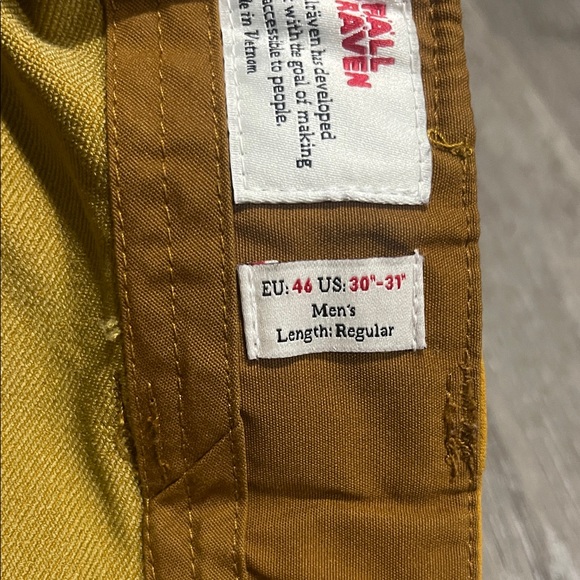 FJÄLL
RÄVEN
lräven has developed
with the goal of making
accessible to people.
de in Vietnam
EU: 46 US: 30"-31"
Men's
Length: Regular